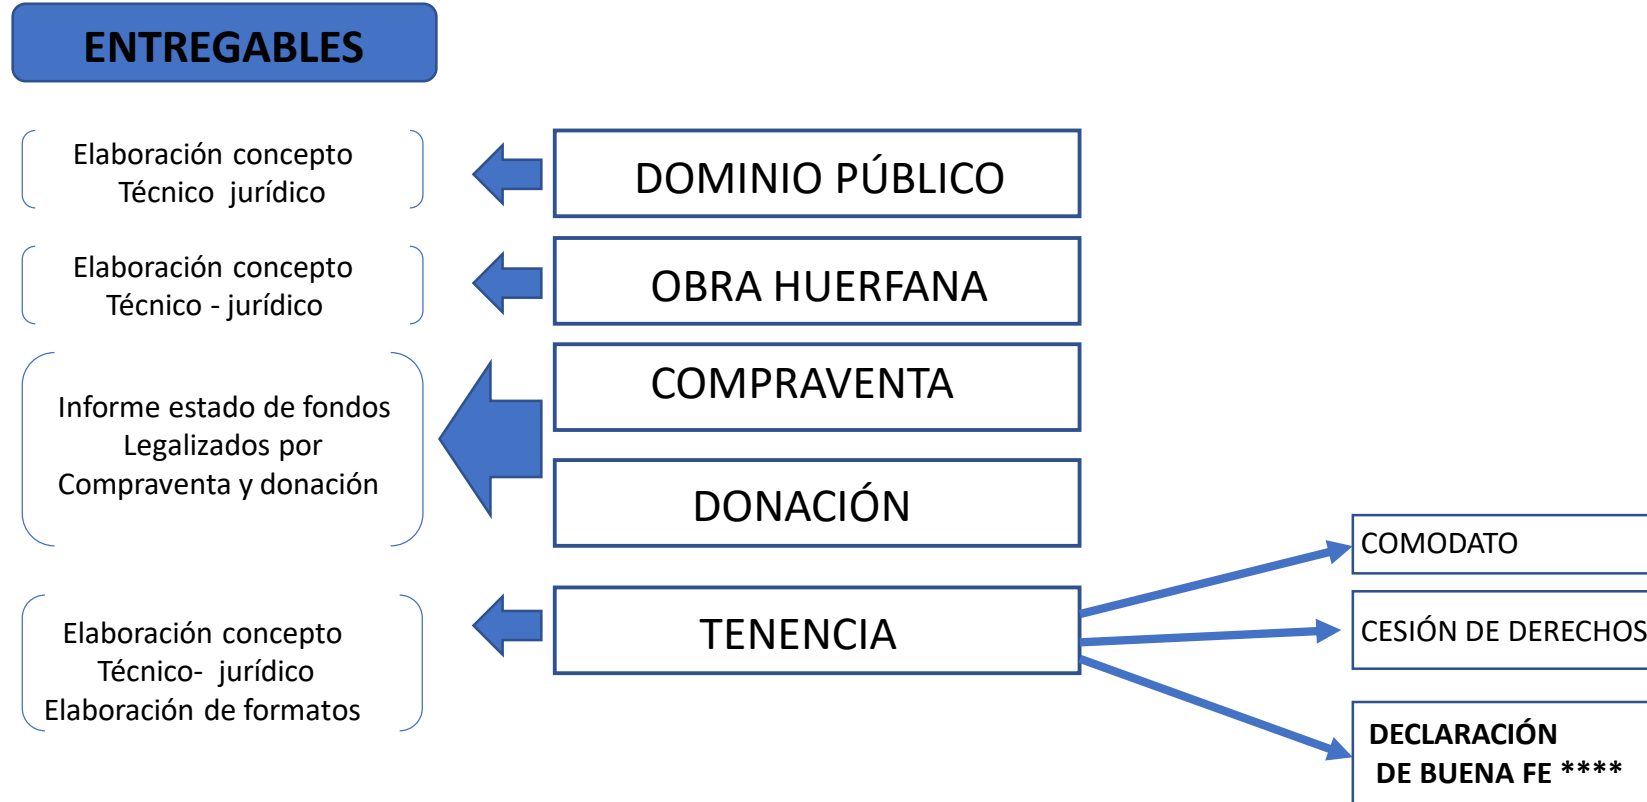 ENTREGABLES
Elaboración concepto
Técnico jurídico
DOMINIO PÚBLICO
Elaboración concepto
Técnico - jurídico
OBRA HUERFANA
Informe estado de fondos
Legalizados por
Compraventa y donación
COMPRAVENTA
DONACIÓN
Elaboración concepto
Técnico- jurídico
Elaboración de formatos
TENENCIA
COMODATO
CESIÓN DE DERECHOS
DECLARACIÓN
DE BUENA FE ****